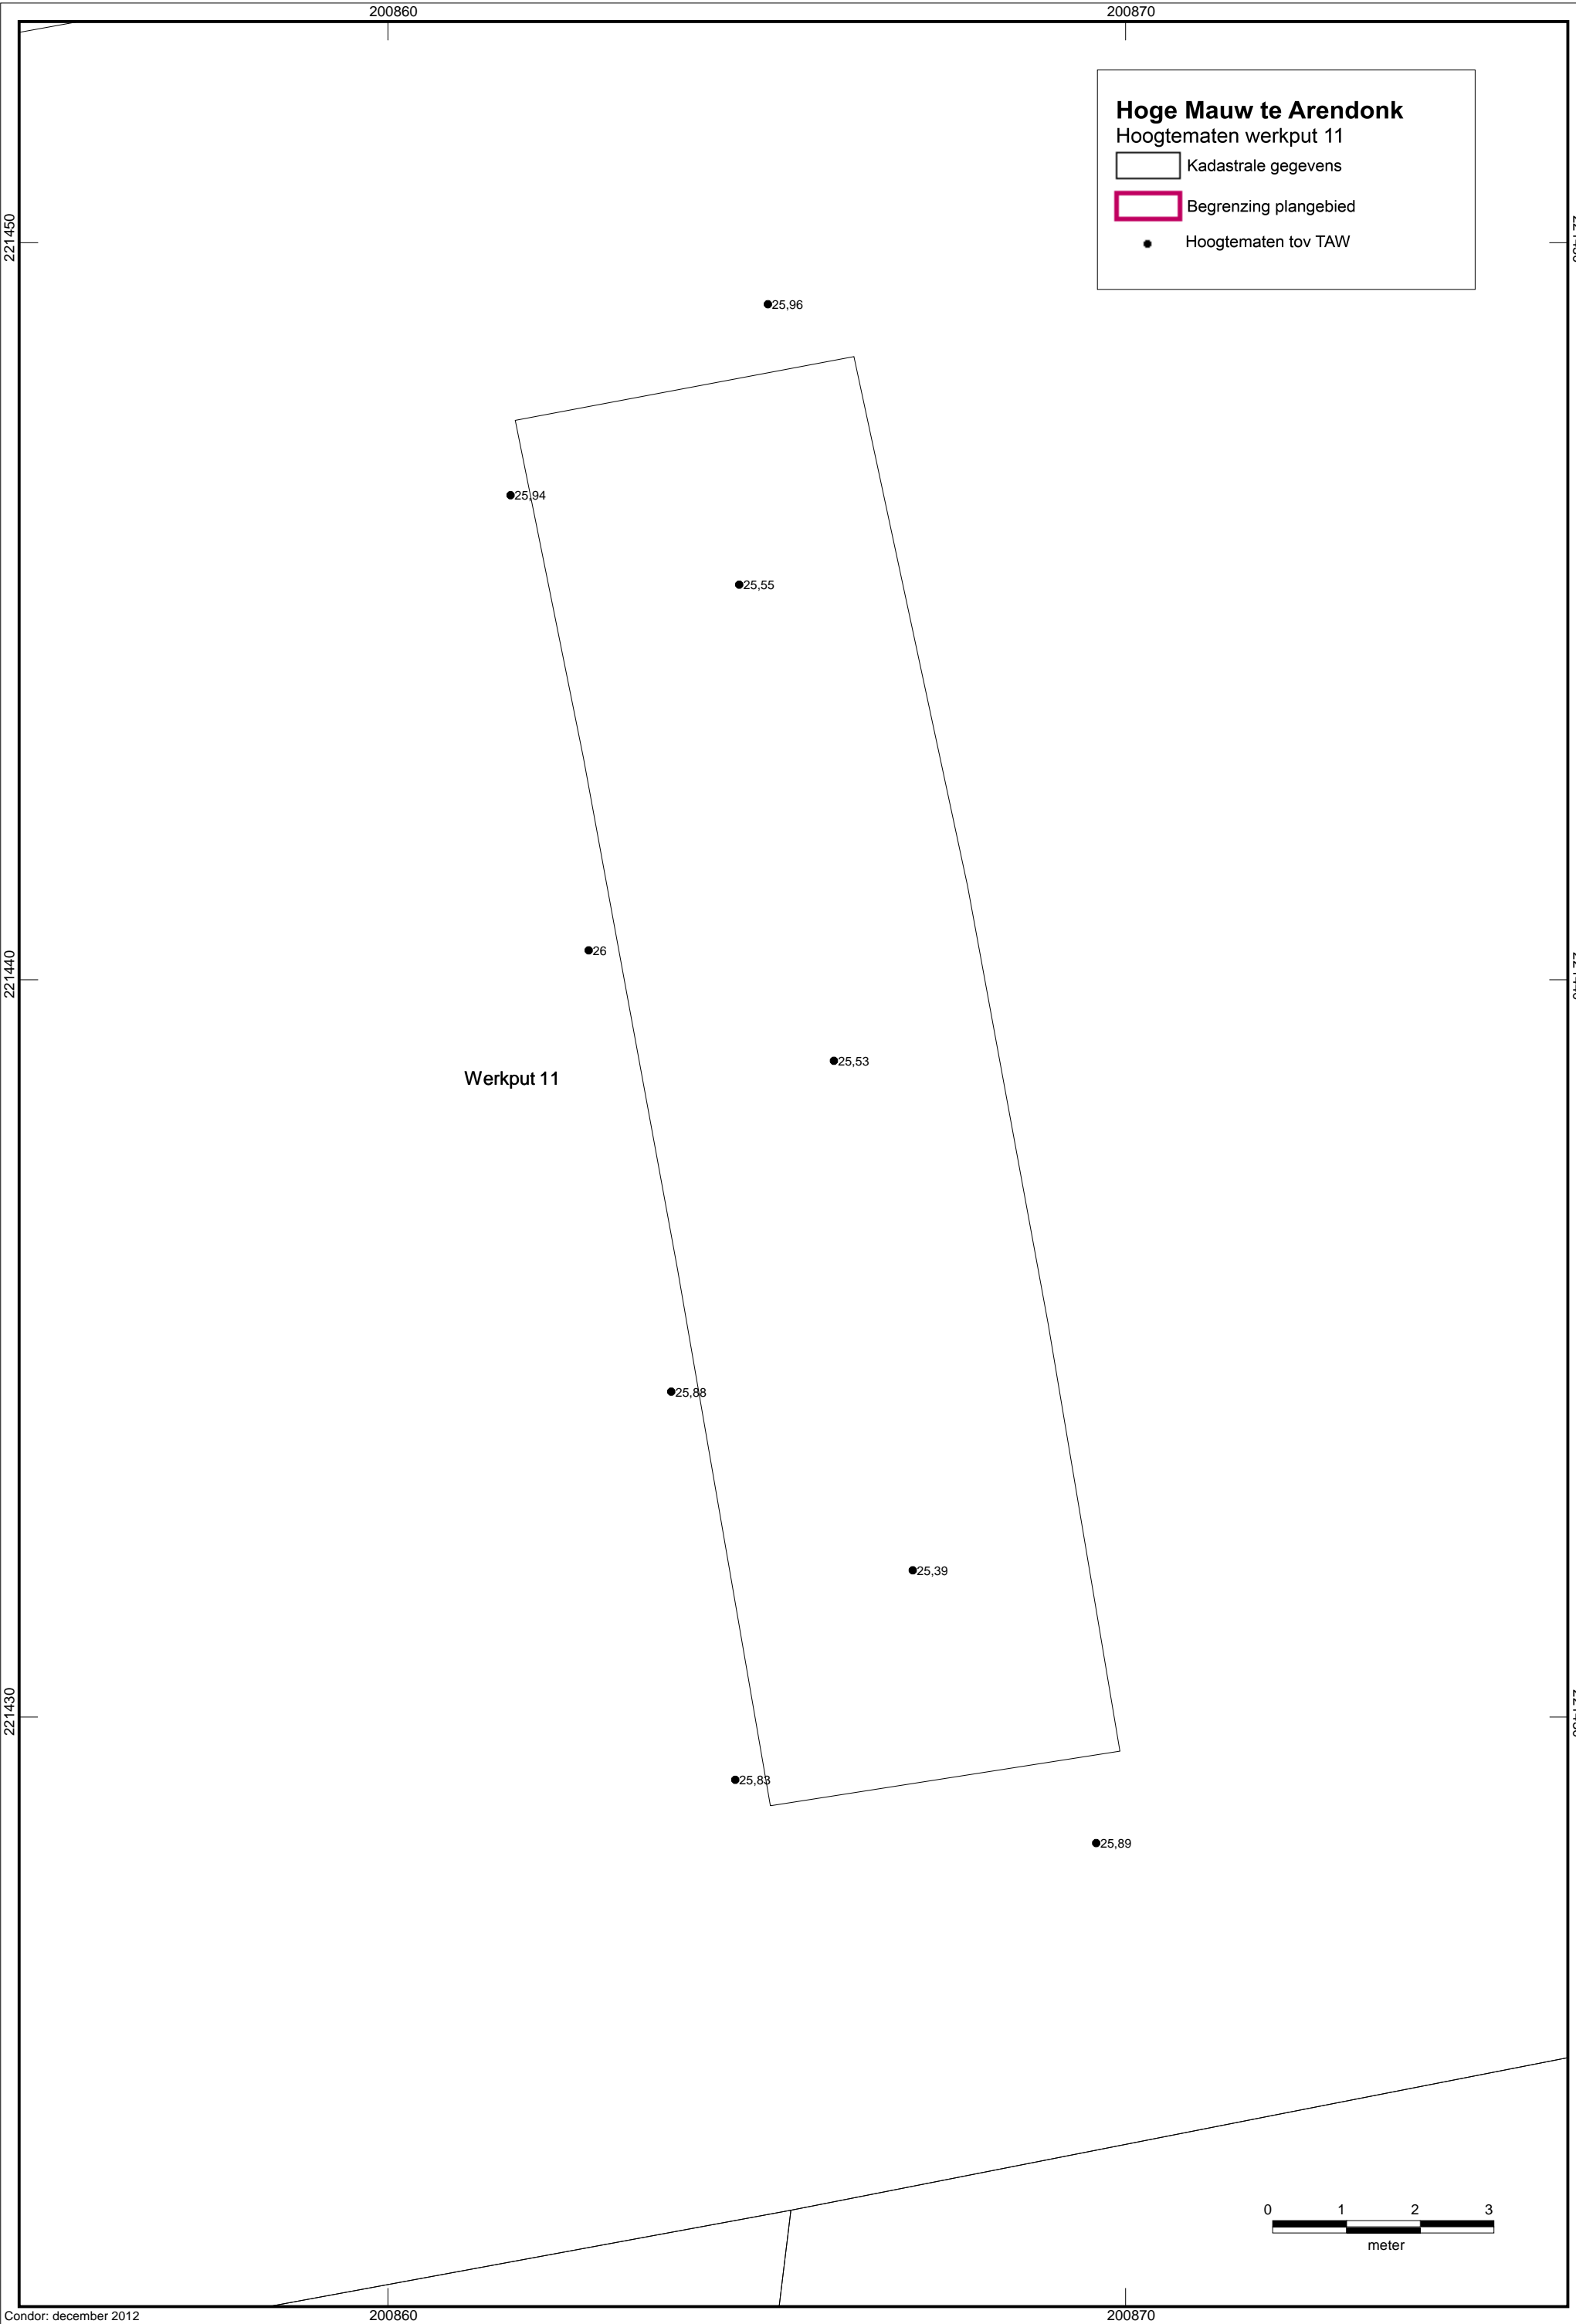 200860
200870
Hoge Mauw te Arendonk
Hoogtematen werkput 11
Kadastrale gegevens
Begrenzing plangebied
Hoogtematen tov TAW
221450
25,96
25,94
25,55
26
221440
25,53
Werkput 11
25,88
25,39
221430
25,83
25,89
0 1 2 3
meter
Condor: december 2012
200860
200870